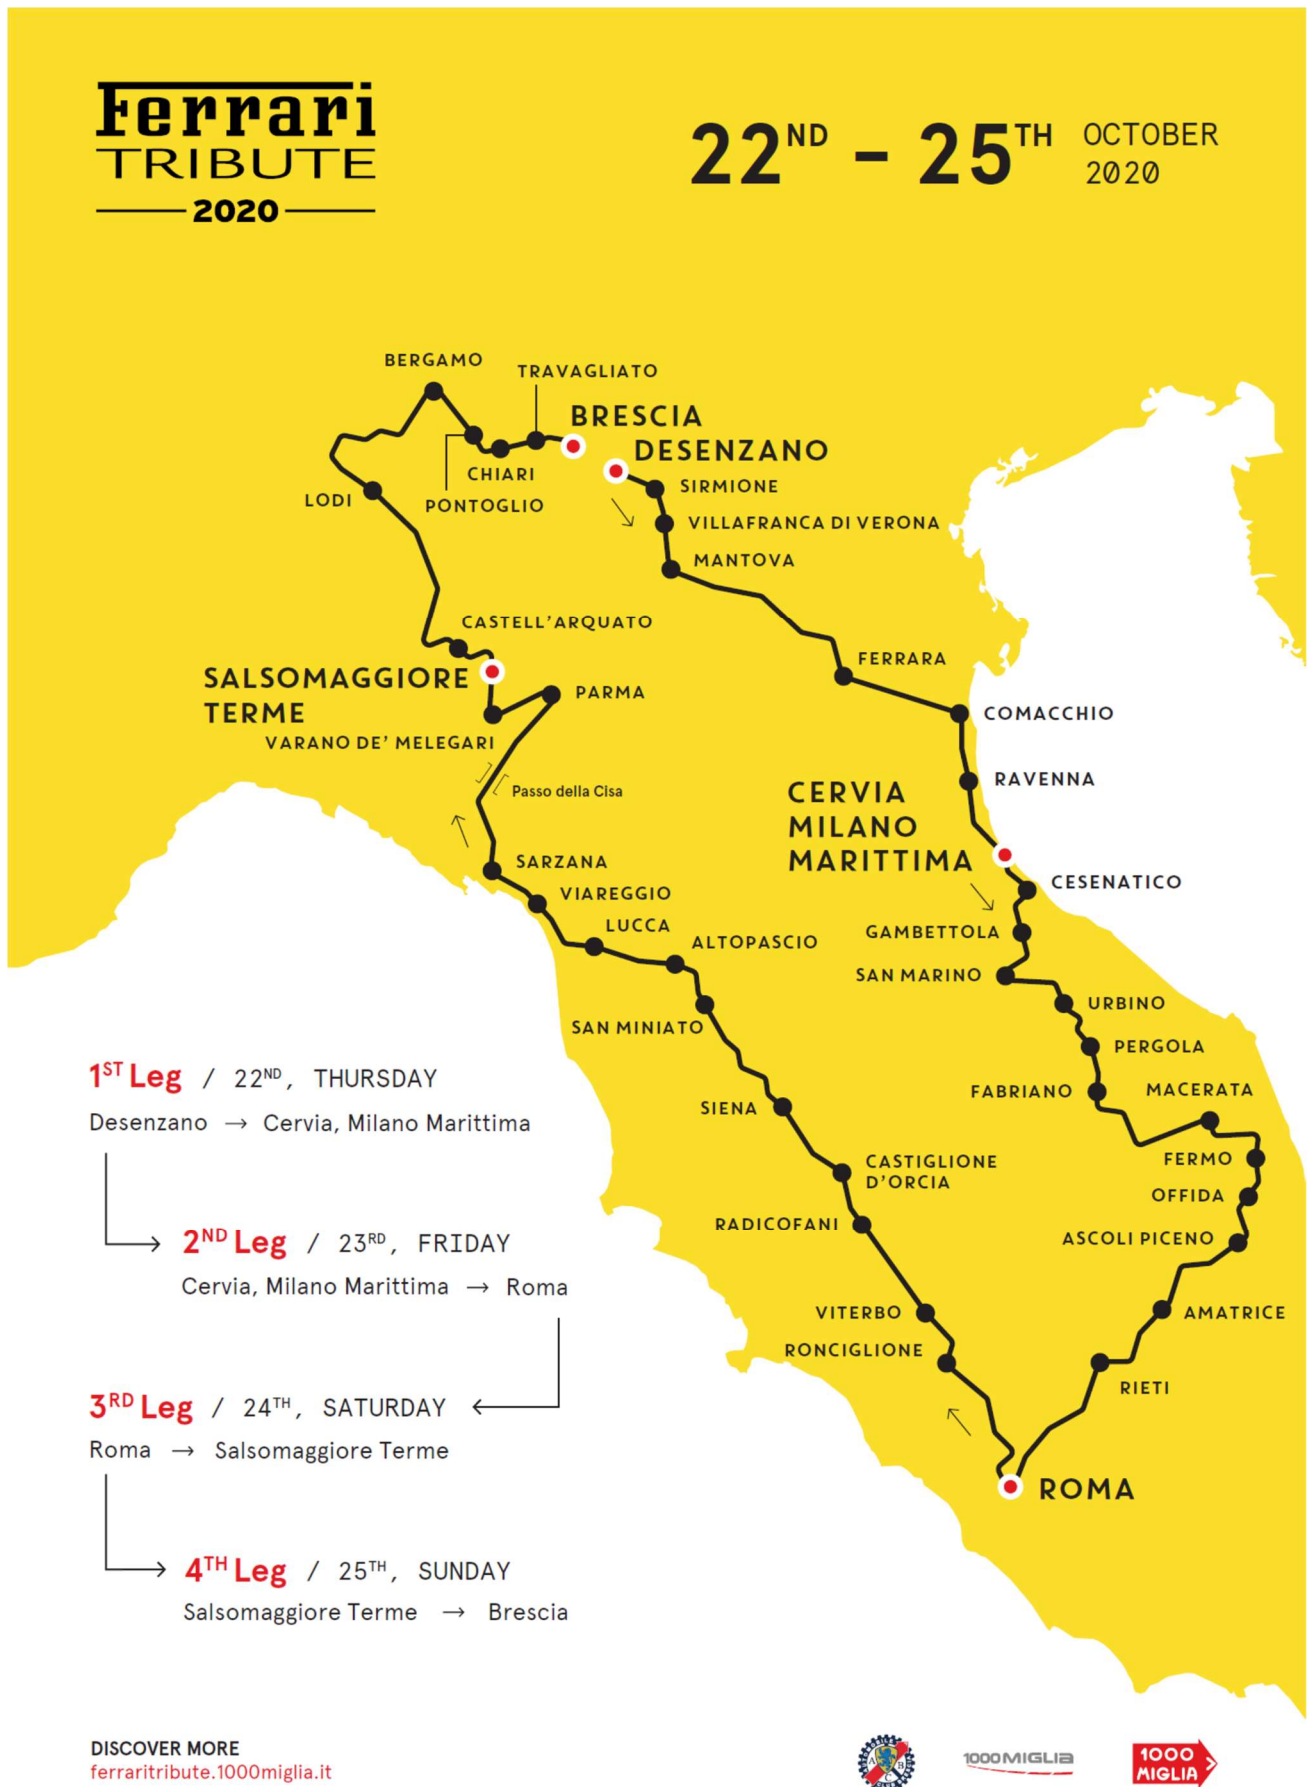 Ferrari
TRIBUTE
2020
22ND – 25TH OCTOBER
2020
BERGAMO
TRAVAGLIATO
BRESCIA
DESENZANO
CHIARI
SIRMIONE
LODI
PONTOGLIO
VILLAFRANCA DI VERONA
MANTOVA
CASTELL'ARQUATO
FERRARA
SALSOMAGGIORE
TERME
PARMA
COMACCHIO
VARANO DE' MELEGARI
RAVENNA
Passo della Cisa
CERVIA
MILANO
MARITTIMA
SARZANA
CESENATICO
VIAREGGIO
LUCCA
GAMBETTOLA
ALTOPASCIO
SAN MARINO
URBINO
SAN MINIATO
PERGOLA
FABRIANO
MACERATA
SIENA
FERMO
CASTIGLIONE
D'ORCIA
OFFIDA
RADICOFANI
ASCOLI PICENO
VITERBO
AMATRICE
RONCIGLIONE
RIETI
ROMA
1ST Leg / 22ND, THURSDAY
Desenzano → Cervia, Milano Marittima
2ND Leg / 23RD, FRIDAY
Cervia, Milano Marittima → Roma
3RD Leg / 24TH, SATURDAY
Roma → Salsomaggiore Terme
4TH Leg / 25TH, SUNDAY
Salsomaggiore Terme → Brescia
DISCOVER MORE
ferraritribute.1000miglia.it
A B
C
1000 MIGLIA
1000
MIGLIA